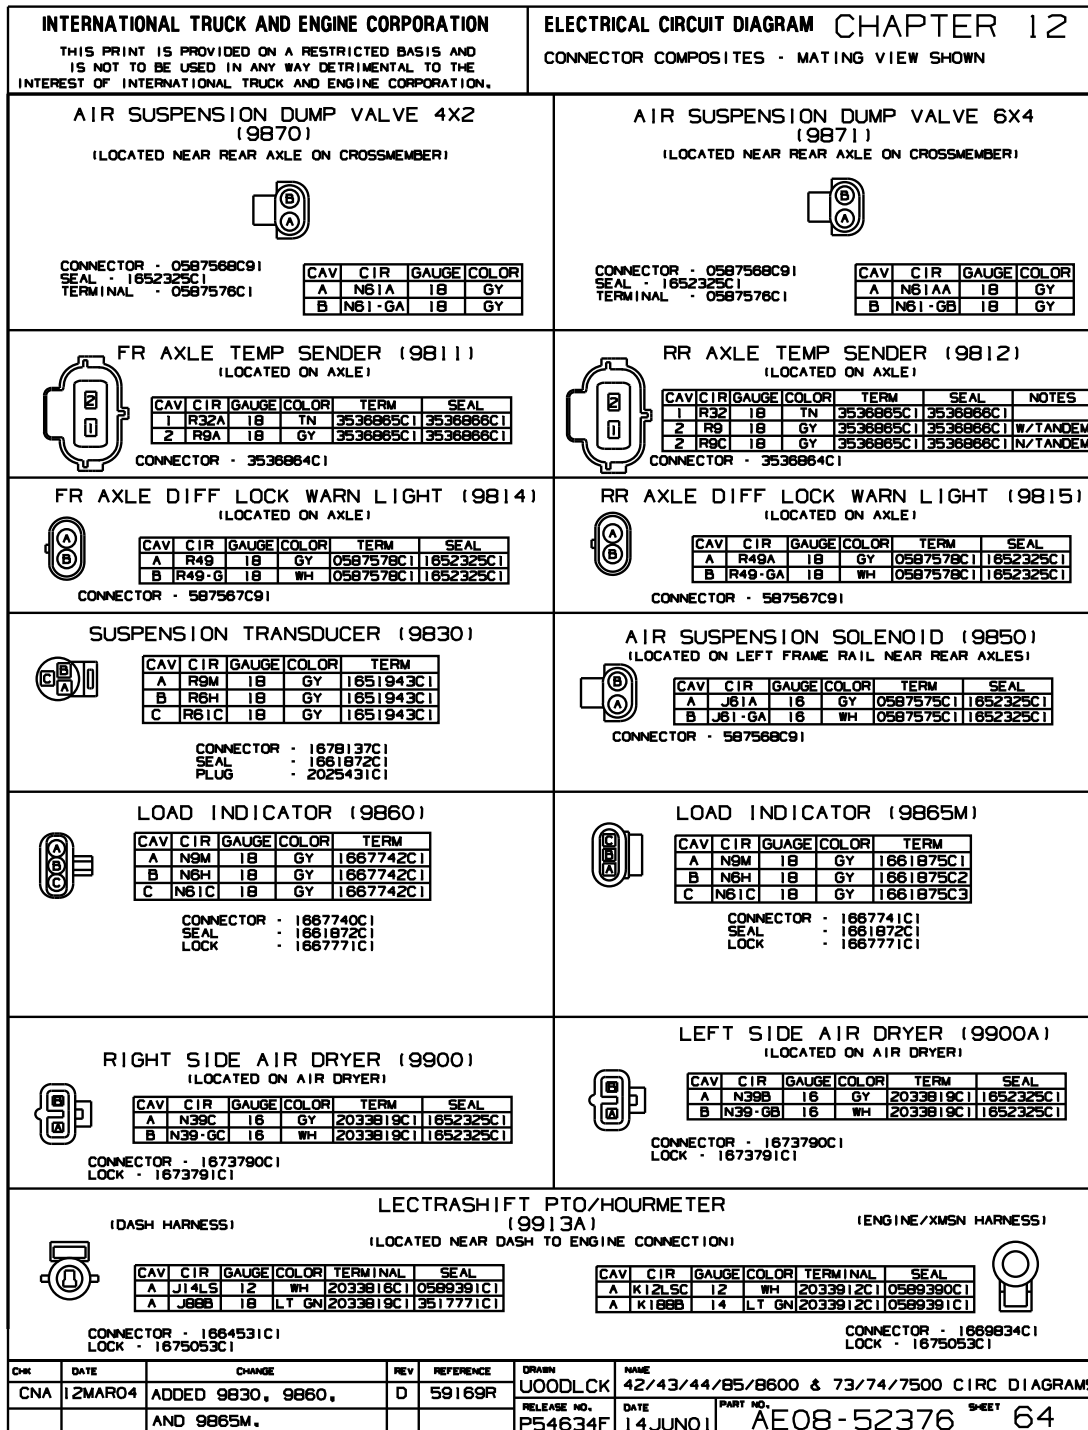 INTERNATIONAL TRUCK AND ENGINE CORPORATION
THIS PRINT IS PROVIDED ON A RESTRICTED BASIS AND
IS NOT TO BE USED IN ANY WAY DETRIMENTAL TO THE
INTEREST OF INTERNATIONAL TRUCK AND ENGINE CORPORATION.
ELECTRICAL CIRCUIT DIAGRAM CHAPTER 12
CONNECTOR COMPOSITES - MATING VIEW SHOWN
AIR SUSPENSION DUMP VALVE 4X2
(9870)
(LOCATED NEAR REAR AXLE ON CROSSMEMBER)
B
A
CONNECTOR - 0587568C91
SEAL - 1652325C1
TERMINAL - 0587576C1
CAV CIR GAUGE COLOR
A N61A 18 GY
B N61-GA 18 GY
AIR SUSPENSION DUMP VALVE 6X4
(9871)
(LOCATED NEAR REAR AXLE ON CROSSMEMBER)
B
A
CONNECTOR - 0587568C91
SEAL - 1652325C1
TERMINAL - 0587576C1
CAV CIR GAUGE COLOR
A N61AA 18 GY
B N61-GB 18 GY
FR AXLE TEMP SENDER (9811)
(LOCATED ON AXLE)
2
1
CAV CIR GAUGE COLOR TERM SEAL
1 R32A 18 TN 3536865C1 3536866C1
2 R9A 18 GY 3536865C1 3536866C1
CONNECTOR - 3536864C1
RR AXLE TEMP SENDER (9812)
(LOCATED ON AXLE)
2
1
CAV CIR GAUGE COLOR TERM SEAL NOTES
1 R32 18 TN 3536865C1 3536866C1
2 R9 18 GY 3536865C1 3536866C1 W/TANDEM
2 R9C 18 GY 3536865C1 3536866C1 N/TANDEM
CONNECTOR - 3536864C1
FR AXLE DIFF LOCK WARN LIGHT (9814)
(LOCATED ON AXLE)
A
B
CAV CIR GAUGE COLOR TERM SEAL
A R49 18 GY 0587578C1 1652325C1
B R49-G 18 WH 0587578C1 1652325C1
CONNECTOR - 587567C91
RR AXLE DIFF LOCK WARN LIGHT (9815)
(LOCATED ON AXLE)
A
B
CAV CIR GAUGE COLOR TERM SEAL
A R49A 18 GY 0587578C1 1652325C1
B R49-GA 18 WH 0587578C1 1652325C1
CONNECTOR - 587567C91
SUSPENSION TRANSDUCER (9830)
C B
A
CAV CIR GAUGE COLOR TERM
A R9M 18 GY 1651943C1
B R6H 18 GY 1651943C1
C R61C 18 GY 1651943C1
CONNECTOR - 1678137C1
SEAL - 1661872C1
PLUG - 2025431C1
AIR SUSPENSION SOLENOID (9850)
(LOCATED ON LEFT FRAME RAIL NEAR REAR AXLES)
B
A
CAV CIR GAUGE COLOR TERM SEAL
A J61A 16 GY 0587575C1 1652325C1
B J61-GA 16 WH 0587575C1 1652325C1
CONNECTOR - 587568C91
LOAD INDICATOR (9860)
A
B
C
CAV CIR GAUGE COLOR TERM
A N9M 18 GY 1667742C1
B N6H 18 GY 1667742C1
C N61C 18 GY 1667742C1
CONNECTOR - 1667740C1
SEAL - 1661872C1
LOCK - 1667771C1
LOAD INDICATOR (9865M)
C
B
A
CAV CIR GUAGE COLOR TERM
A N9M 18 GY 1661875C1
B N6H 18 GY 1661875C2
C N61C 18 GY 1661875C3
CONNECTOR - 1667741C1
SEAL - 1661872C1
LOCK - 1667771C1
RIGHT SIDE AIR DRYER (9900)
(LOCATED ON AIR DRYER)
B
A
CAV CIR GAUGE COLOR TERM SEAL
A N39C 16 GY 2033819C1 1652325C1
B N39-GC 16 WH 2033819C1 1652325C1
CONNECTOR - 1673790C1
LOCK - 1673791C1
LEFT SIDE AIR DRYER (9900A)
(LOCATED ON AIR DRYER)
B
A
CAV CIR GAUGE COLOR TERM SEAL
A N39B 16 GY 2033819C1 1652325C1
B N39-GB 16 WH 2033819C1 1652325C1
CONNECTOR - 1673790C1
LOCK - 1673791C1
LECTRASHIFT PTO/HOURMETER
(9913A)
(LOCATED NEAR DASH TO ENGINE CONNECTION)
(DASH HARNESS)
CAV CIR GAUGE COLOR TERMINAL SEAL
A J14LS 12 WH 2033816C1 0589391C1
A J88B 18 LT GN 2033819C1 3517771C1
CONNECTOR - 1664531C1
LOCK - 1675053C1
(ENGINE/XMSN HARNESS)
CAV CIR GAUGE COLOR TERMINAL SEAL
A K12LSC 12 WH 2033912C1 0589390C1
A K188B 14 LT GN 2033912C1 0589391C1
CONNECTOR - 1669834C1
LOCK - 1675053C1
CHK DATE CHANGE REV REFERENCE
CNA 12MAR04 ADDED 9830, 9860, D 59169R
AND 9865M.
DRAWN UOODLCK
NAME 42/43/44/85/8600 & 73/74/7500 CIRC DIAGRAMS
RELEASE NO. P54634F
DATE 14JUN01
PART NO. AE08-52376 SHEET 64